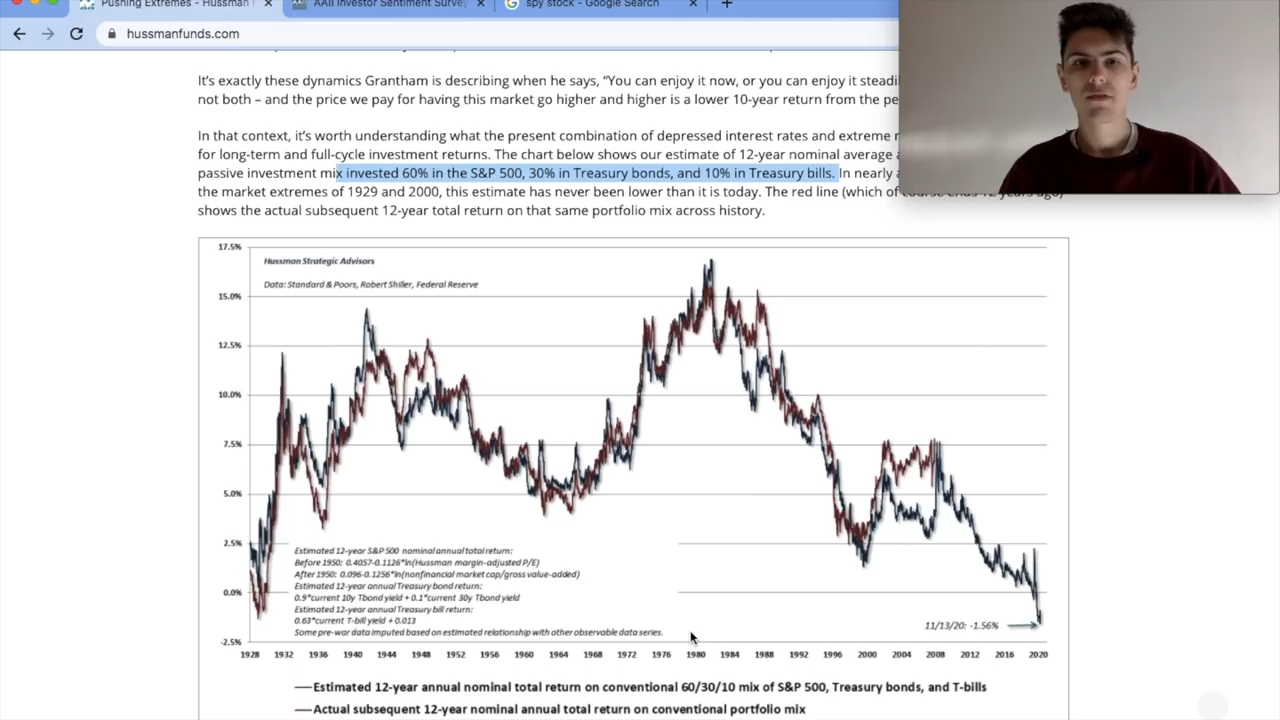 Pushing Extremes - Hussman
AAII Investor Sentiment Survey
spy stock - Google Search
hussmanfunds.com
It's exactly these dynamics Grantham is describing when he says, “You can enjoy it now, or you can enjoy it
not both – and the price we pay for having this market go higher and higher is a lower 10-year return from the
In that context, it's worth understanding what the present combination of depressed interest rates and extreme
for long-term and full-cycle investment returns. The chart below shows our estimate of 12-year nominal average
passive investment mix invested 60% in the S&P 500, 30% in Treasury bonds, and 10% in Treasury bills. In nearly
the market extremes of 1929 and 2000, this estimate has never been lower than it is today. The red line (which of course ends 12 years ago)
shows the actual subsequent 12-year total return on that same portfolio mix across history.
17.5%
Hussman Strategic Advisors
Data: Standard & Poors, Robert Shiller, Federal Reserve
15.0%
12.5%
10.0%
7.5%
5.0%
2.5%
0.0%
-2.5%
Estimated 12-year S&P 500 nominal annual total return:
Before 1950: 0.4057-0.1126*ln(Hussman margin-adjusted P/E)
After 1950: 0.096-0.1256*ln(nonfinancial market cap/gross value-added)
Estimated 12-year annual Treasury bond return:
0.9*current 10y Tbond yield + 0.1*current 30y Tbond yield
Estimated 12-year annual Treasury bill return:
0.63*current T-bill yield + 0.013
Some pre-war data imputed based on estimated relationship with other observable data series.
11/13/20: -1.56%
1928 1932 1936 1940 1944 1948 1952 1956 1960 1964 1968 1972 1976 1980 1984 1988 1992 1996 2000 2004 2008 2012 2016 2020
Estimated 12-year annual nominal total return on conventional 60/30/10 mix of S&P 500, Treasury bonds, and T-bills
Actual subsequent 12-year nominal annual total return on conventional portfolio mix